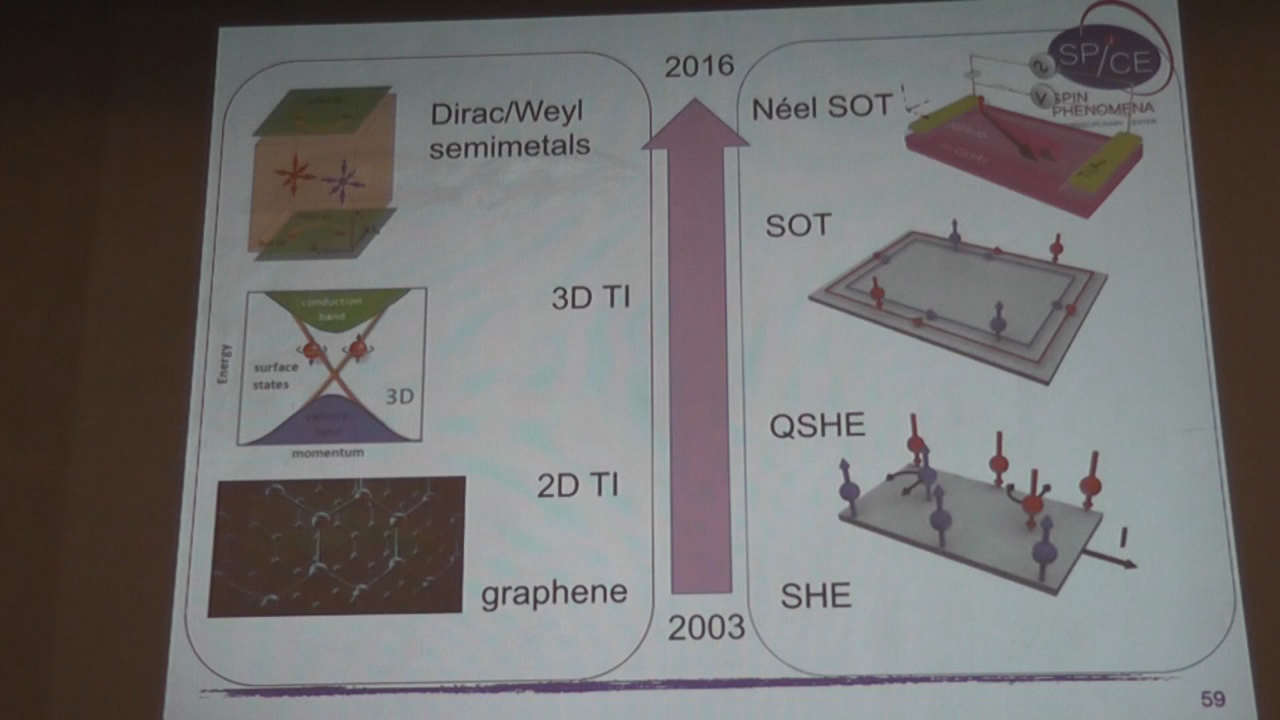 2016
Dirac/Weyl
semimetals
3D TI
conduction
band
Energy
surface
states
3D
momentum
2D TI
graphene
2003
Néel SOT
SP/CE
SPIN
PHENOMENA
V
SOT
QSHE
I
SHE
59